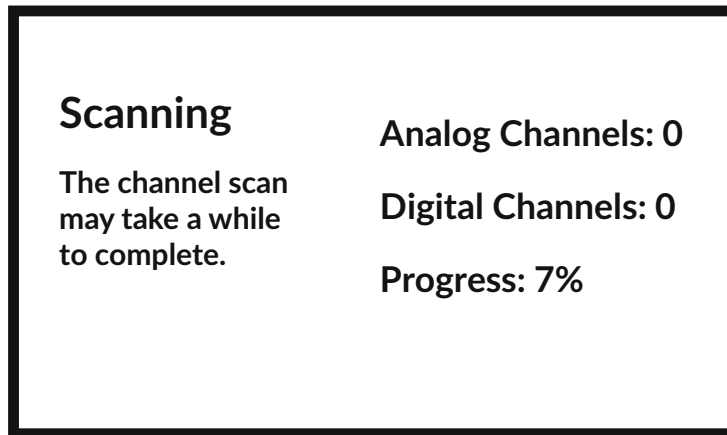 Scanning
The channel scan
may take a while
to complete.
Analog Channels: 0
Digital Channels: 0
Progress: 7%